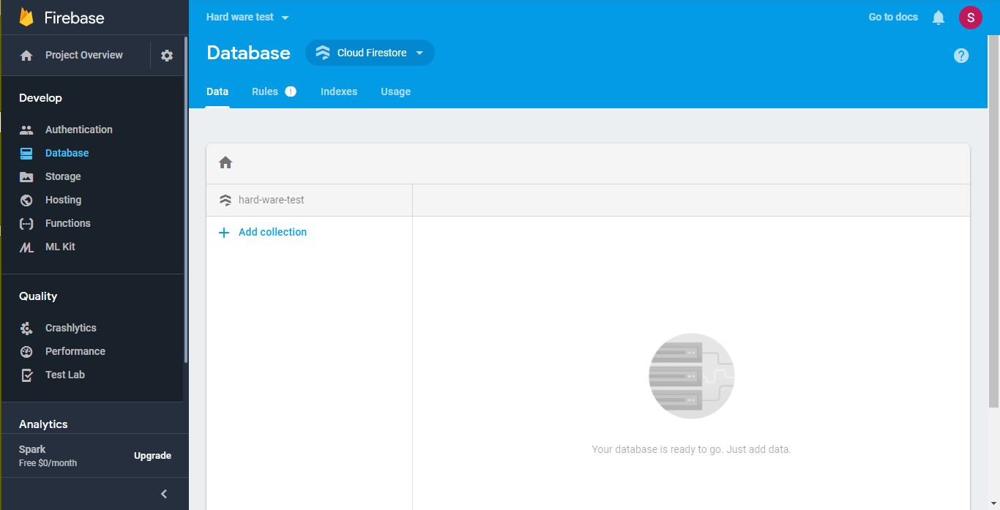 Firebase
Project Overview
Develop
Authentication
Database
Storage
Hosting
Functions
ML Kit
Quality
Crashlytics
Performance
Test Lab
Analytics
Spark
Free $0/month
Upgrade
Hard ware test
Go to docs
S
Database
Cloud Firestore
?
Data
Rules !
Indexes
Usage
hard-ware-test
+ Add collection
Your database is ready to go. Just add data.